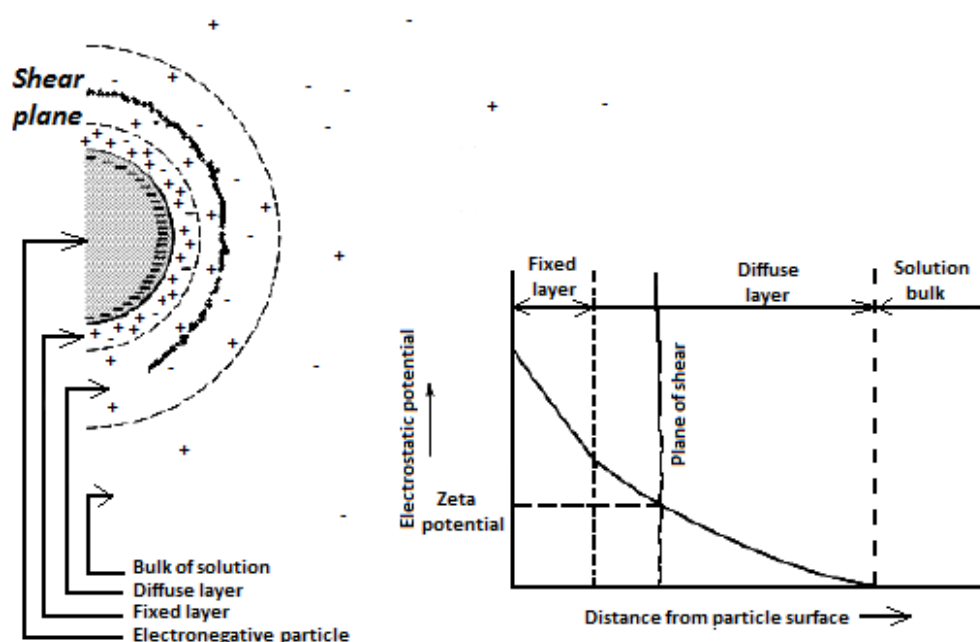 Shear
plane
Bulk of solution
Diffuse layer
Fixed layer
Electronegative particle
Fixed
layer
Diffuse
layer
Solution
bulk
Electrostatic potential
Plane of shear
Zeta
potential
Distance from particle surface